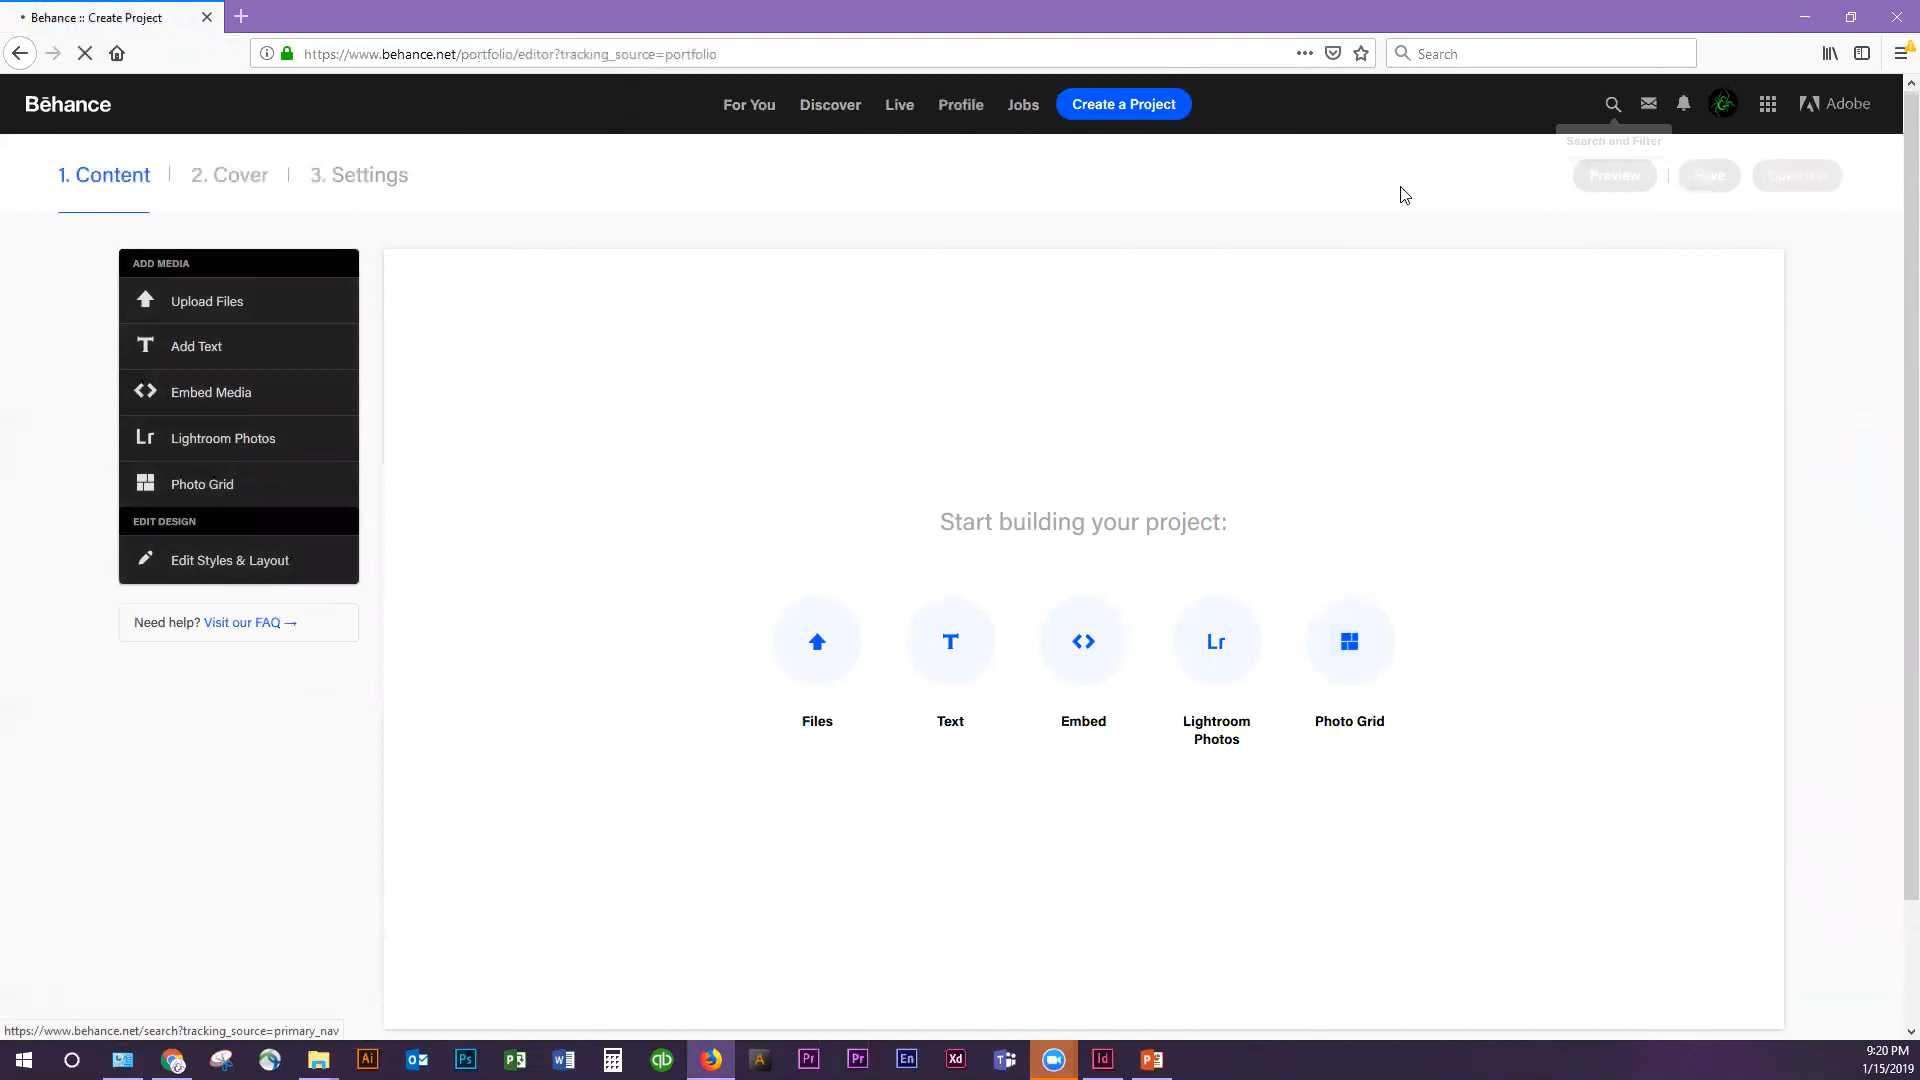 Behance :: Create Project
https://www.behance.net/portfolio/editor?tracking_source=portfolio
Search
Bēhance
For You
Discover
Live
Profile
Jobs
Create a Project
Adobe
Search and Filter
1. Content
2. Cover
3. Settings
Preview
Save
ADD MEDIA
Upload Files
T
Add Text
Embed Media
Lr
Lightroom Photos
Photo Grid
EDIT DESIGN
Edit Styles & Layout
Need help? Visit our FAQ →
Start building your project:
T
Lr
Files
Text
Embed
Lightroom
Photos
Photo Grid
https://www.behance.net/search?tracking_source=primary_nav
Ai
Ps
qb
Pr
Pr
En
Xd
Id
9:20 PM
1/15/2019